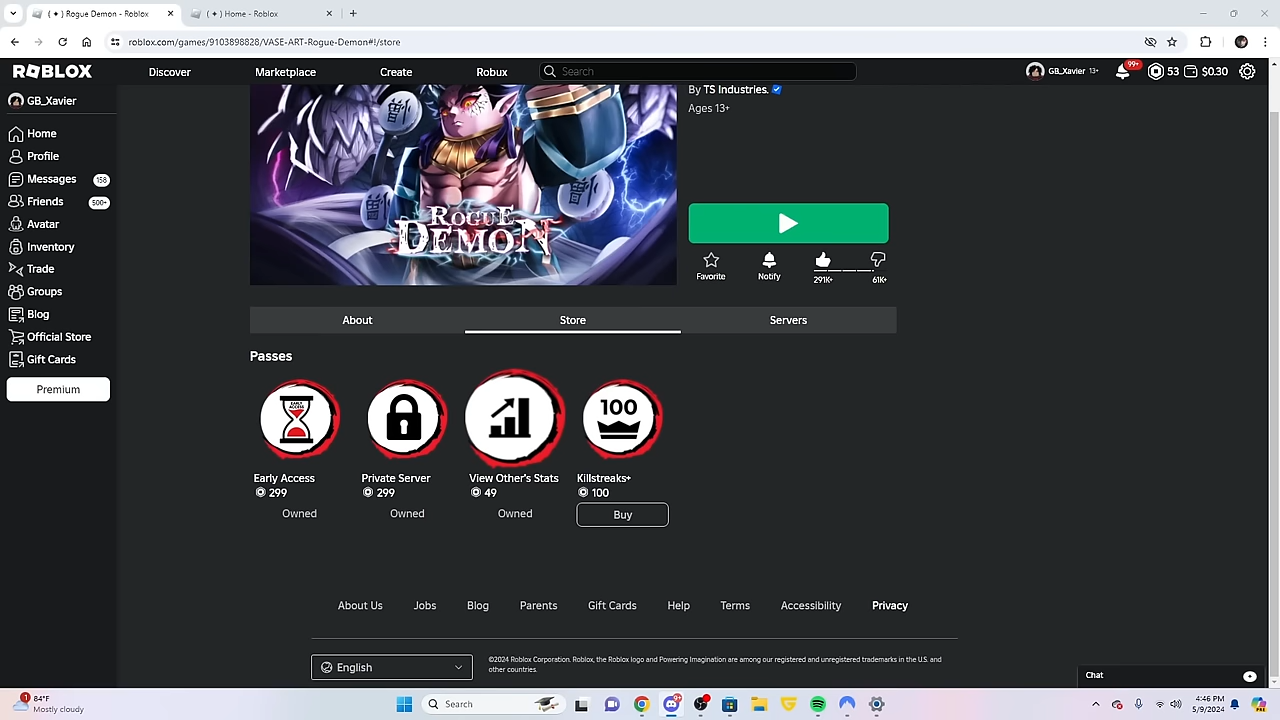 ( ✦ ) Rogue Demon - Roblox
( ✦ ) Home - Roblox
roblox.com/games/9103898828/VASE-ART-Rogue-Demon#!/store
ROBLOX
Discover
Marketplace
Create
Robux
Search
GB_Xavier 13+
99+
53
$0.30
GB_Xavier
Home
Profile
Messages 158
Friends 500+
Avatar
Inventory
Trade
Groups
Blog
Official Store
Gift Cards
Premium
ROGUE
DEMON
By TS Industries.
Ages 13+
Favorite
Notify
291K+
61K+
About
Store
Servers
Passes
EARLY
ACCESS
100
Early Access
Private Server
View Other's Stats
Killstreaks+
299
299
49
100
Owned
Owned
Owned
Buy
About Us
Jobs
Blog
Parents
Gift Cards
Help
Terms
Accessibility
Privacy
English
©2024 Roblox Corporation. Roblox, the Roblox logo and Powering Imagination are among our registered and unregistered trademarks in the U.S. and
other countries.
Chat
1
84°F
Mostly cloudy
Search
4:46 PM
5/9/2024